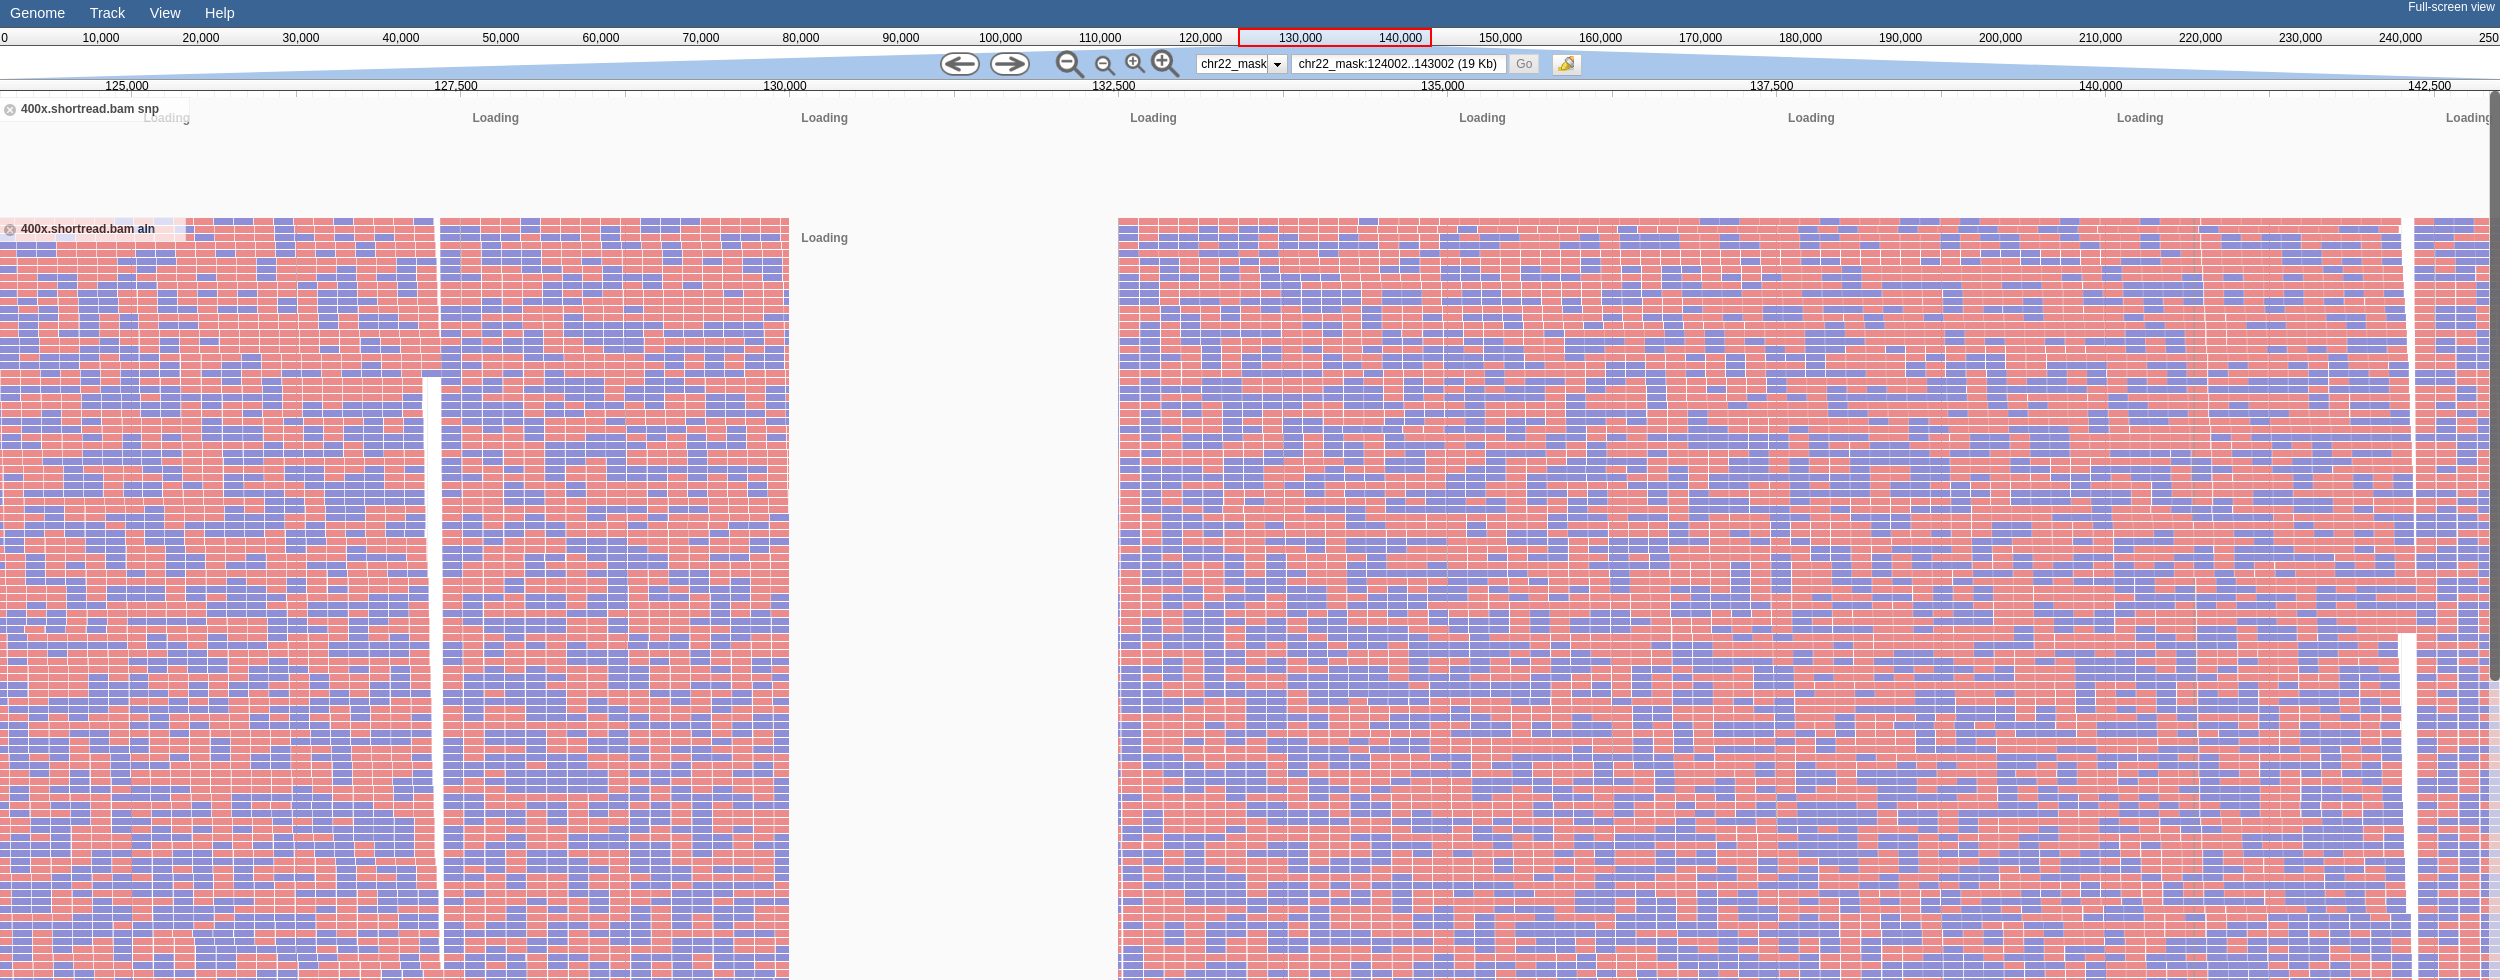 Genome Track View Help Full-screen view
0 10,000 20,000 30,000 40,000 50,000 60,000 70,000 80,000 90,000 100,000 110,000 120,000 130,000 140,000 150,000 160,000 170,000 180,000 190,000 200,000 210,000 220,000 230,000 240,000 250
chr22_mask chr22_mask:124002..143002 (19 Kb) Go
125,000 127,500 130,000 132,500 135,000 137,500 140,000 142,500
400x.shortread.bam snp
Loading Loading Loading Loading Loading Loading Loading Loading
400x.shortread.bam aln
Loading